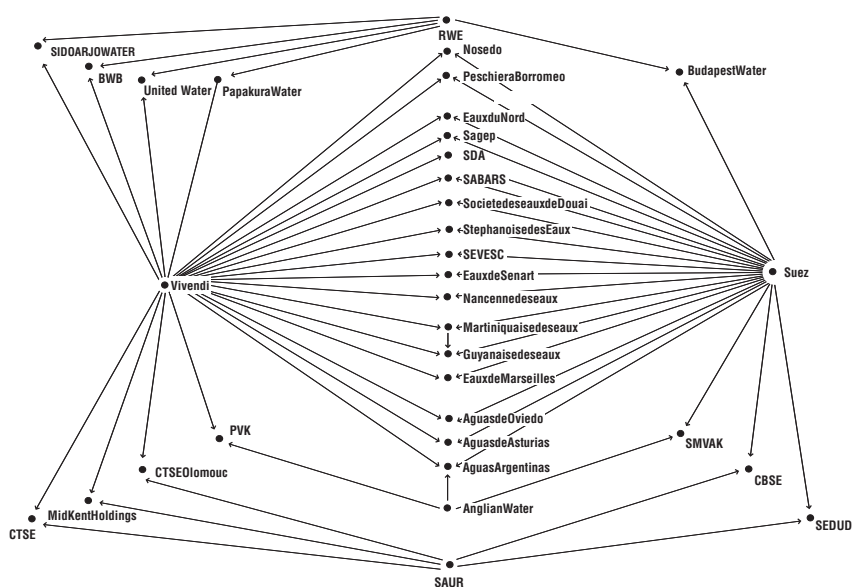 RWE
SIDOARJOWATER
BWB
United Water
PapakuraWater
BudapestWater
Nosedo
PeschieraBorromeo
EauxduNord
Sagep
SDA
SABARS
SocietedeseauxdeDouai
StephanoisedesEaux
SEVESC
EauxdeSenart
Nancennedeseaux
Martiniquaisedeseaux
Guyanaisedeseaux
EauxdeMarseilles
AguasdeOviedo
AguasdeAsturias
AguasArgentinas
AnglianWater
Vivendi
Suez
PVK
CTSEOlomouc
MidKentHoldings
CTSE
SMVAK
CBSE
SEDUD
SAUR